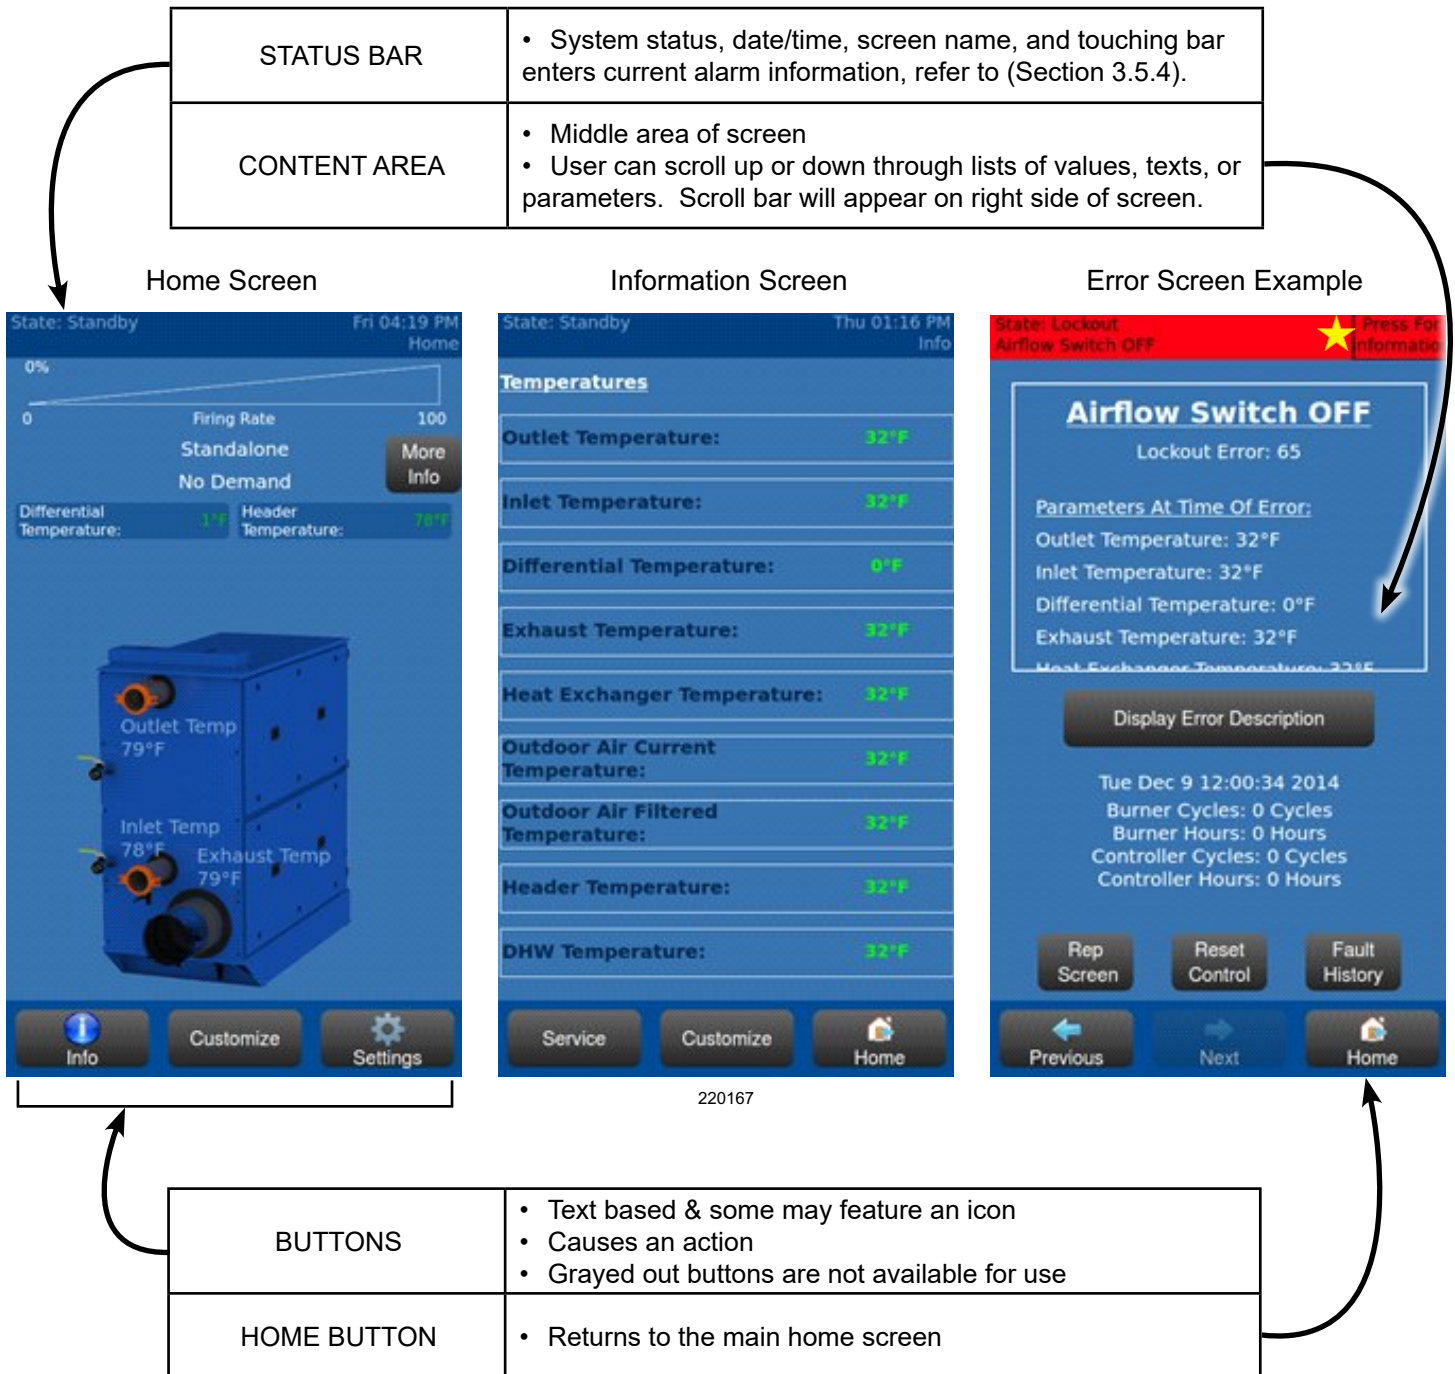 STATUS BAR
• System status, date/time, screen name, and touching bar
enters current alarm information, refer to (Section 3.5.4).
CONTENT AREA
• Middle area of screen
• User can scroll up or down through lists of values, texts, or
parameters. Scroll bar will appear on right side of screen.
Home Screen
State: Standby
Fri 04:19 PM
Home
0%
0
Firing Rate
100
Standalone
No Demand
More
Info
Differential
Temperature:
1°F
Header
Temperature:
78°F
Outlet Temp
79°F
Inlet Temp
78°F
Exhaust Temp
79°F
Info
Customize
Settings
Information Screen
State: Standby
Thu 01:16 PM
Info
Temperatures
Outlet Temperature: 32°F
Inlet Temperature: 32°F
Differential Temperature: 0°F
Exhaust Temperature: 32°F
Heat Exchanger Temperature: 32°F
Outdoor Air Current
Temperature: 32°F
Outdoor Air Filtered
Temperature: 32°F
Header Temperature: 32°F
DHW Temperature: 32°F
Service
Customize
Home
220167
Error Screen Example
State: Lockout
Airflow Switch OFF
Press For
Informatio
Airflow Switch OFF
Lockout Error: 65
Parameters At Time Of Error:
Outlet Temperature: 32°F
Inlet Temperature: 32°F
Differential Temperature: 0°F
Exhaust Temperature: 32°F
Heat Exchanger Temperature: 32°F
Display Error Description
Tue Dec 9 12:00:34 2014
Burner Cycles: 0 Cycles
Burner Hours: 0 Hours
Controller Cycles: 0 Cycles
Controller Hours: 0 Hours
Rep
Screen
Reset
Control
Fault
History
Previous
Next
Home
BUTTONS
• Text based & some may feature an icon
• Causes an action
• Grayed out buttons are not available for use
HOME BUTTON
• Returns to the main home screen